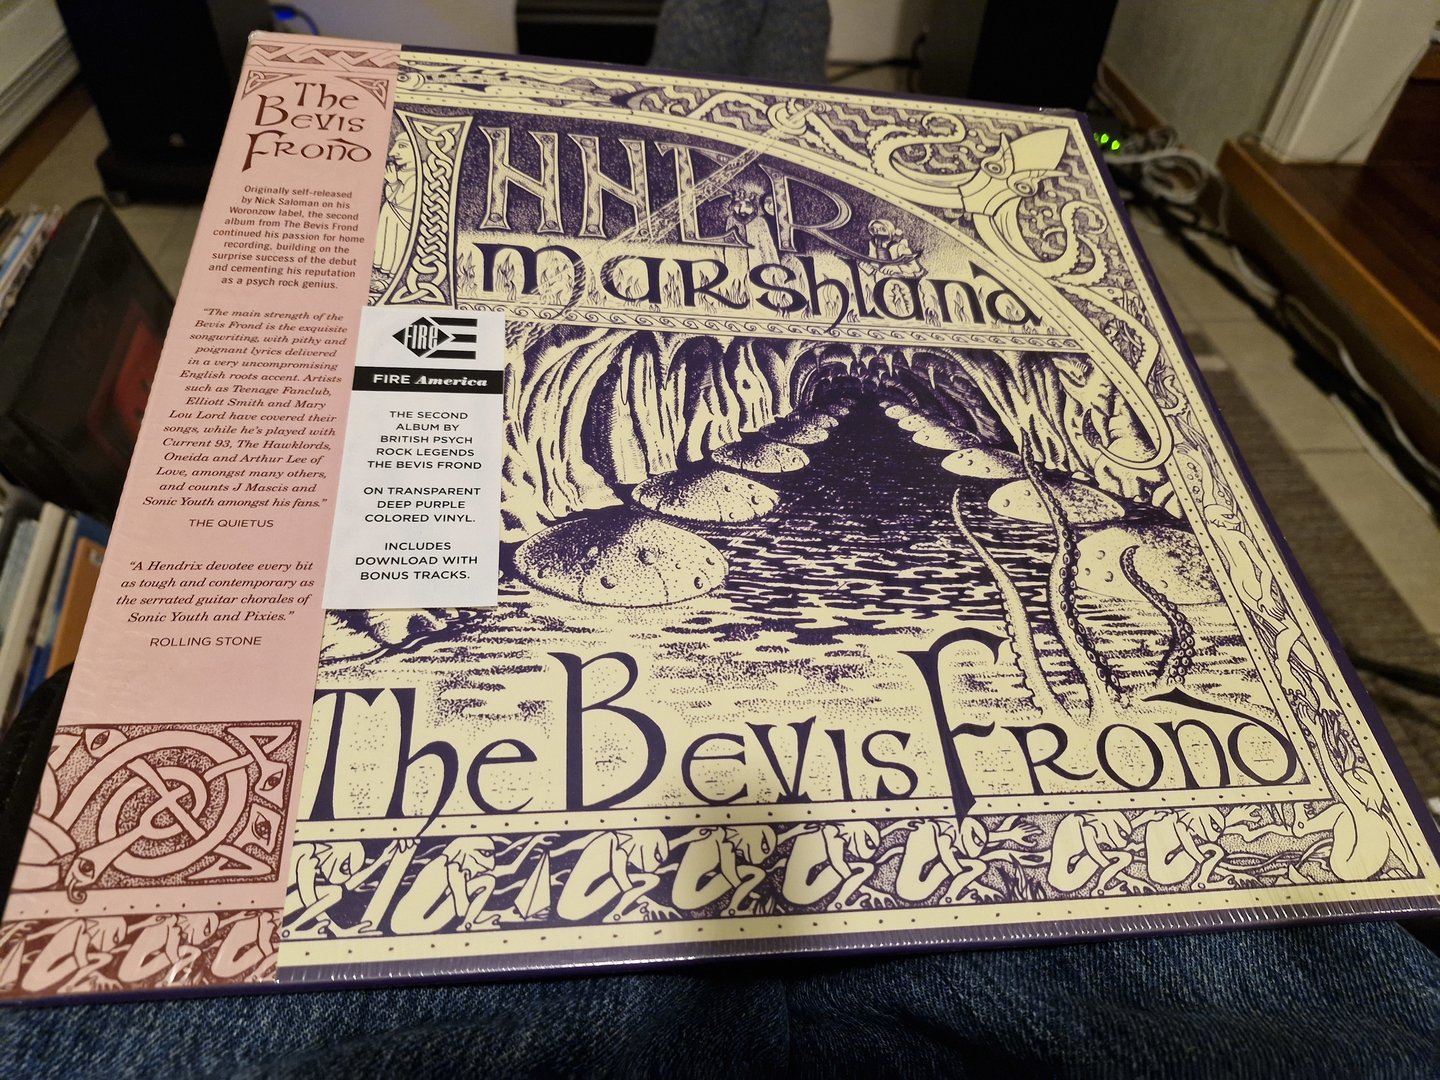 The
Bevis
Frond
Originally self-released
by Nick Saloman on his
Woronzow label, the second
album from The Bevis Frond
continued his passion for home
recording, building on the
surprise success of the debut
and cementing his reputation
as a psych rock genius.
“The main strength of the
Bevis Frond is the exquisite
songwriting, with pithy and
poignant lyrics delivered
in a very uncompromising
English roots accent. Artists
such as Teenage Fanclub,
Elliott Smith and Mary
Lou Lord have covered their
songs, while he’s played with
Current 93, The Hawklords,
Oneida and Arthur Lee of
Love, amongst many others,
and counts J Mascis and
Sonic Youth amongst his fans.”
THE QUIETUS
“A Hendrix devotee every bit
as tough and contemporary as
the serrated guitar chorales of
Sonic Youth and Pixies.”
ROLLING STONE
FIRE
FIRE America
THE SECOND
ALBUM BY
BRITISH PSYCH
ROCK LEGENDS
THE BEVIS FROND
ON TRANSPARENT
DEEP PURPLE
COLORED VINYL.
INCLUDES
DOWNLOAD WITH
BONUS TRACKS.
INNER
Marshland
The Bevis Frond